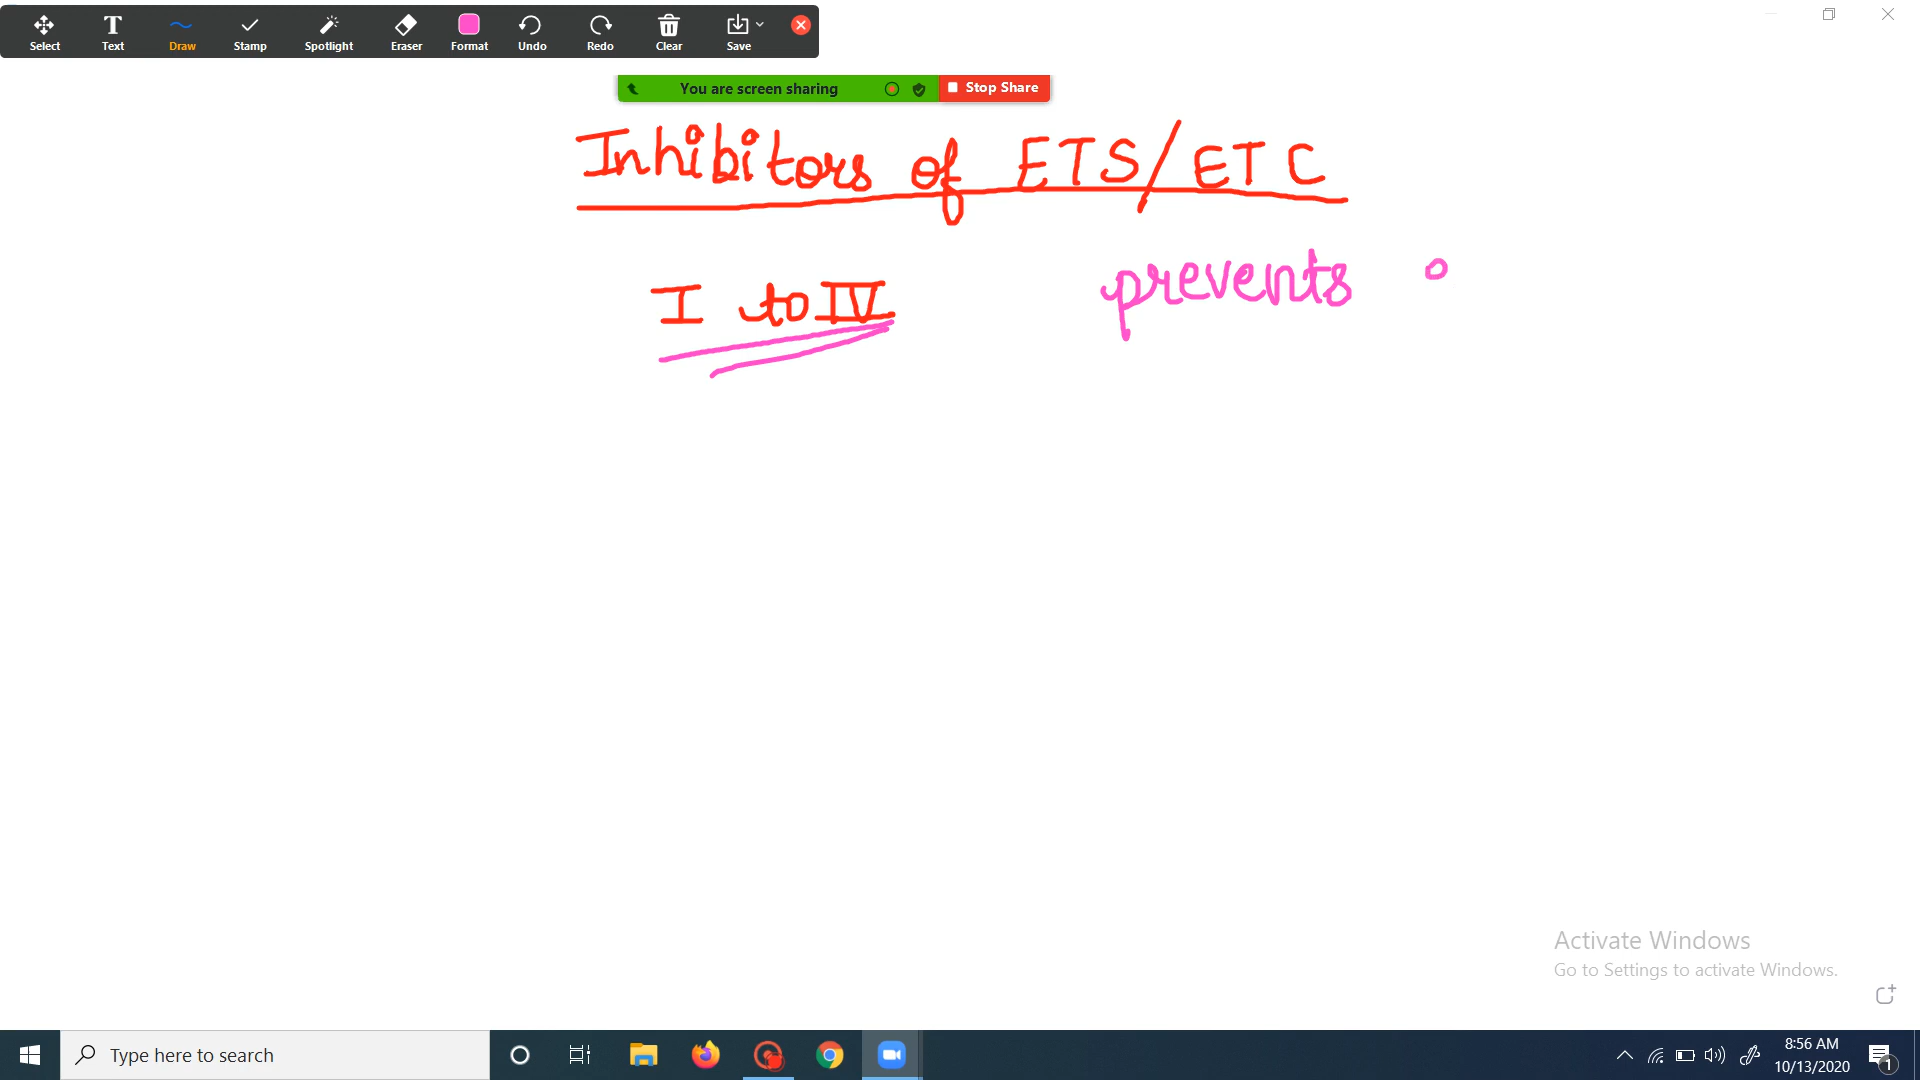 Select Text Draw Stamp Spotlight Eraser Format Undo Redo Clear Save
You are screen sharing Stop Share
Inhibitors of ETS/ETC
I to IV prevents o
Activate Windows
Go to Settings to activate Windows.
Type here to search
8:56 AM
10/13/2020
1